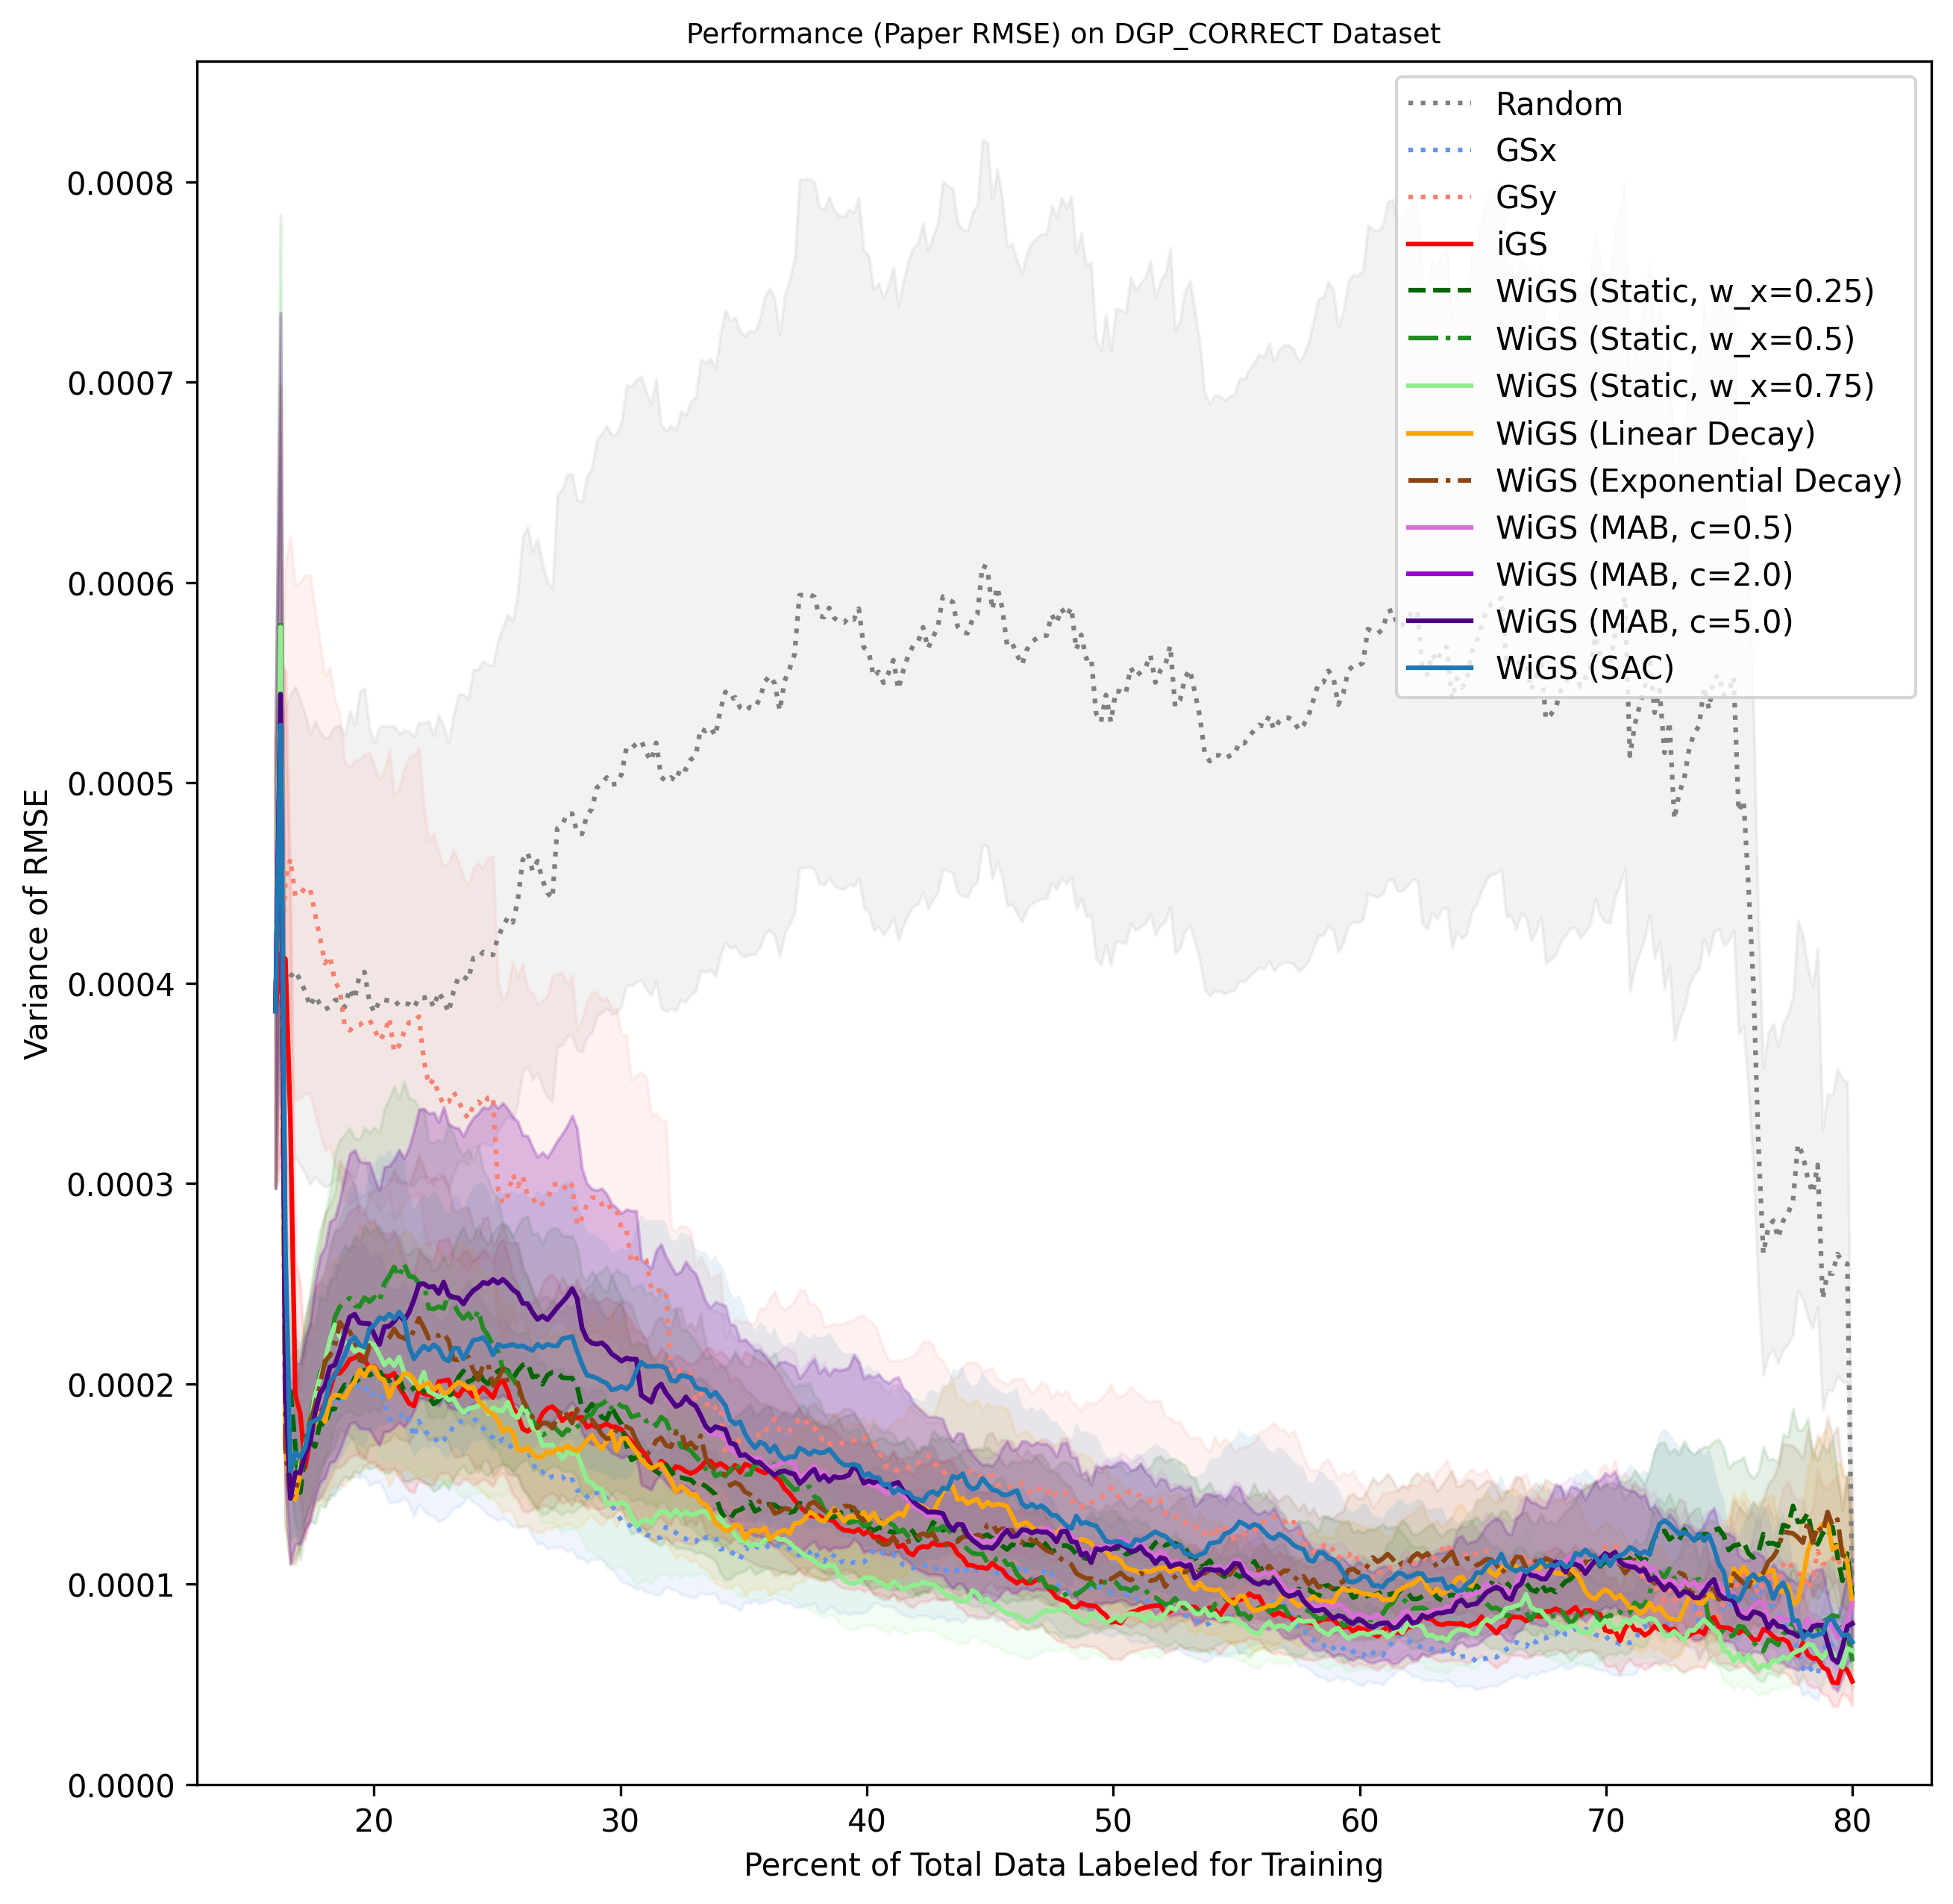 Performance (Paper RMSE) on DGP_CORRECT Dataset
Variance of RMSE
0.0008
0.0007
0.0006
0.0005
0.0004
0.0003
0.0002
0.0001
0.0000
Random
GSx
GSy
iGS
WiGS (Static, w_x=0.25)
WiGS (Static, w_x=0.5)
WiGS (Static, w_x=0.75)
WiGS (Linear Decay)
WiGS (Exponential Decay)
WiGS (MAB, c=0.5)
WiGS (MAB, c=2.0)
WiGS (MAB, c=5.0)
WiGS (SAC)
20 30 40 50 60 70 80
Percent of Total Data Labeled for Training